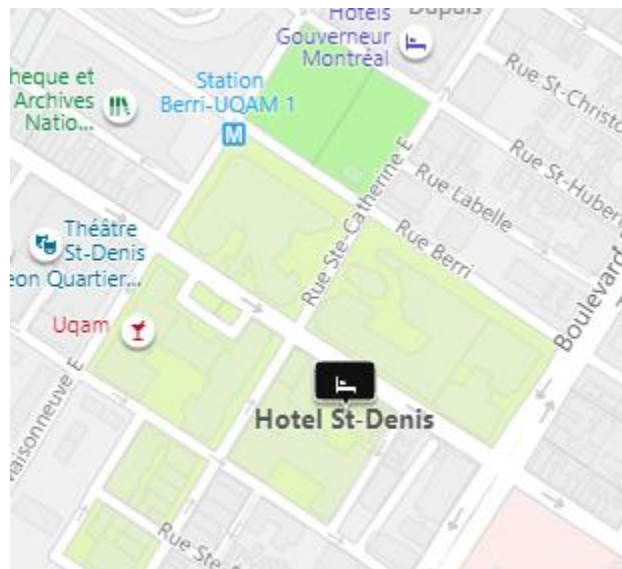 Hotels
Gouverneur
Montréal
Dupuis
heque et
Archives
Natio...
Station
Berri-UQAM 1
M
Rue St-Christo
Rue St-Hubert
Rue Labelle
Rue Ste-Catherine E
Rue Berri
Théâtre
St-Denis
eon Quartier...
Uqam
Boulevard
Hotel St-Denis
Maisonneuve E
Rue Ste-